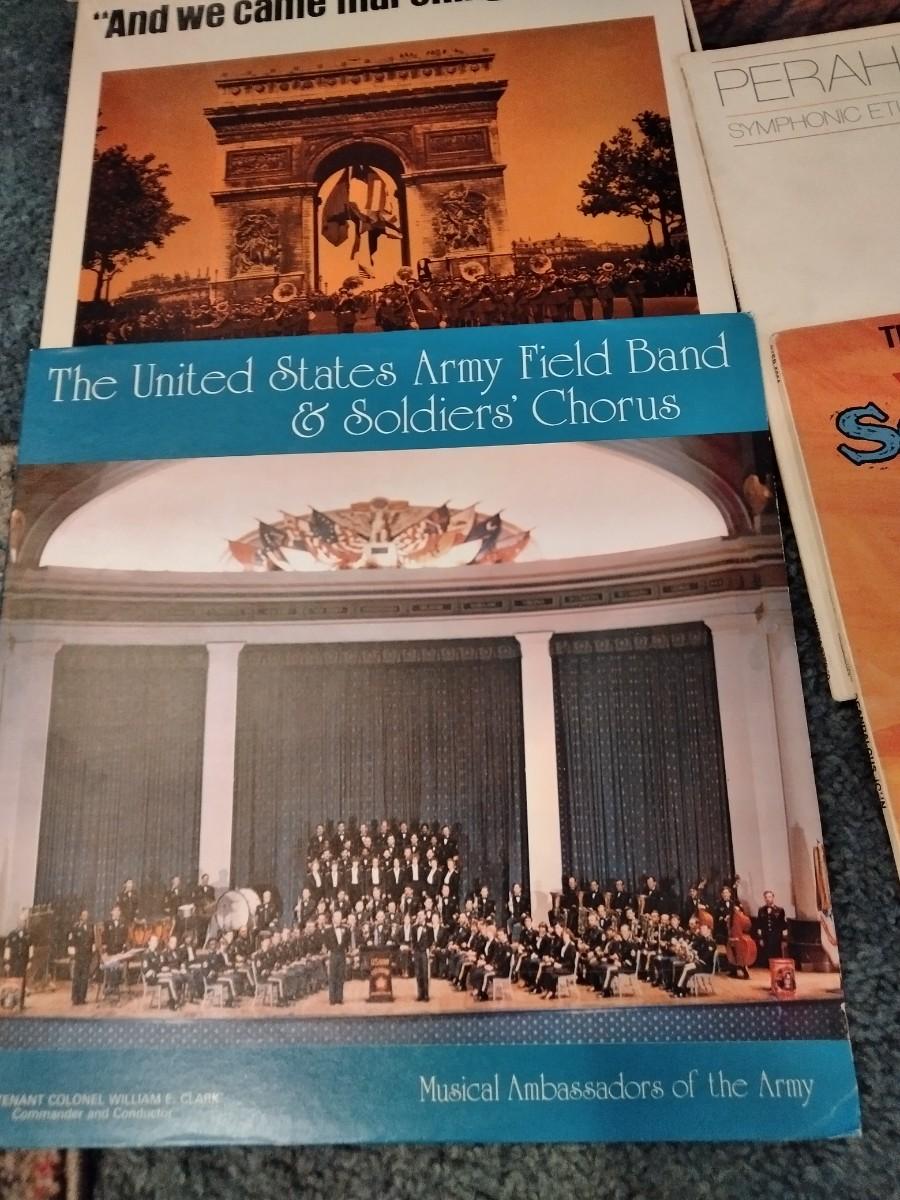 "And we came
PERAH
SYMPHONIC ET
The United States Army Field Band
& Soldiers' Chorus
TENANT COLONEL WILLIAM E. CLARK
Commander and Conductor
Musical Ambassadors of the Army